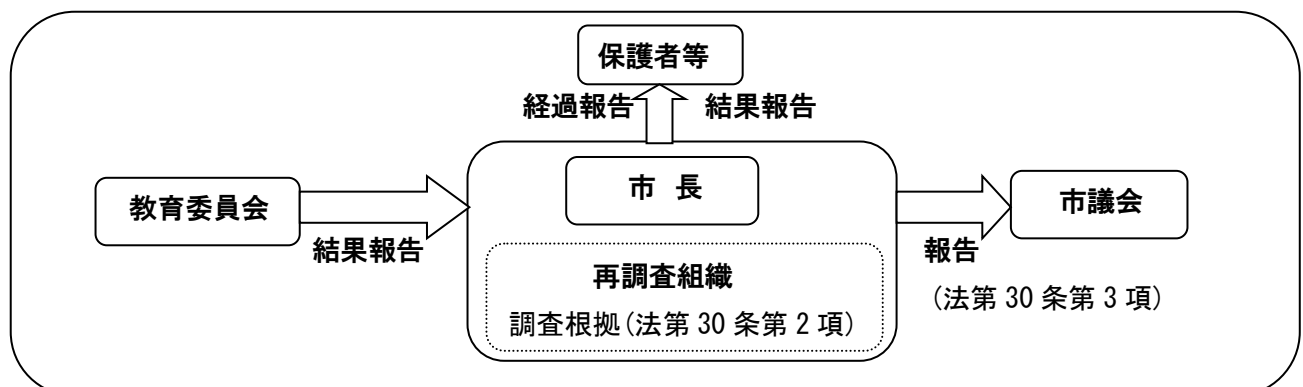 保護者等
経過報告 結果報告
市 長
教育委員会
市議会
結果報告
報告
再調査組織
(法第30条第3項)
調査根拠(法第30条第2項)